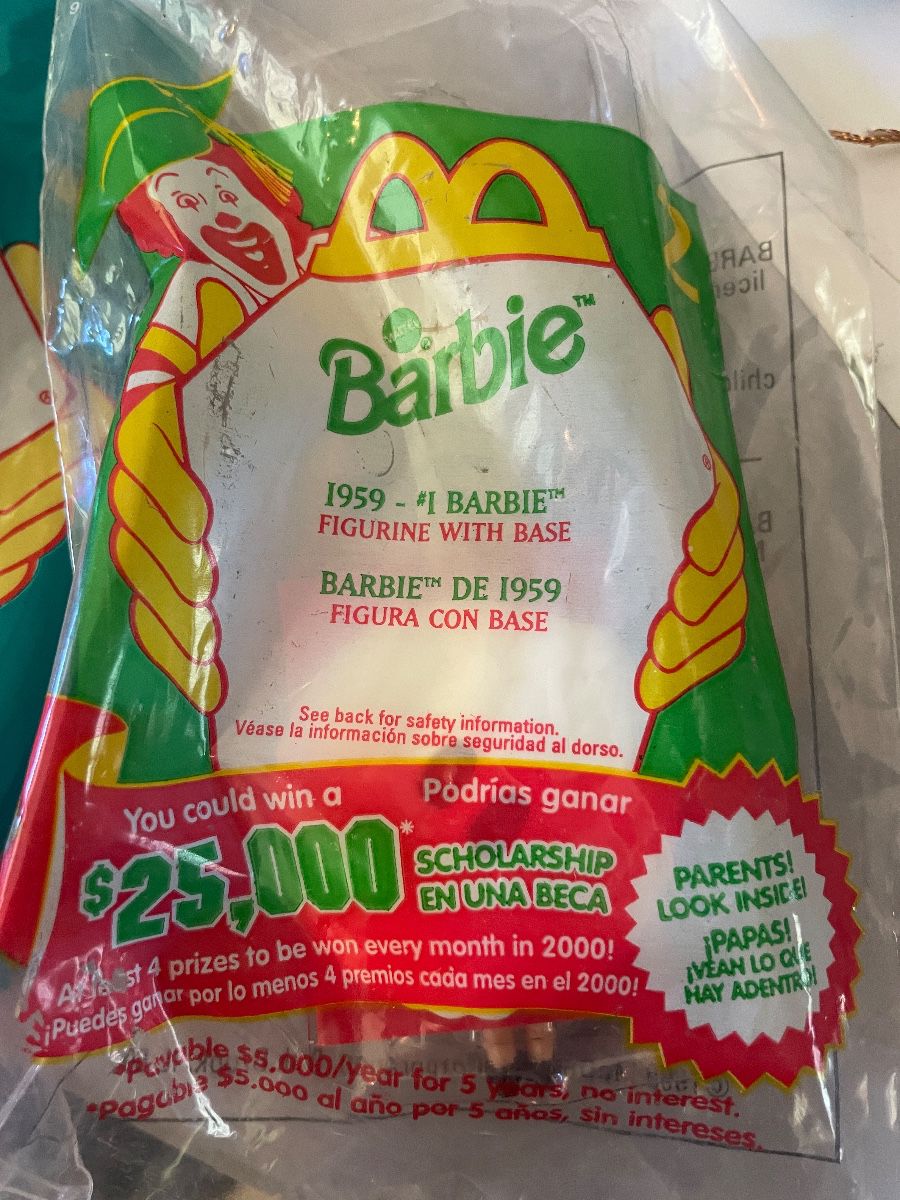 Barbie™
1959 - #1 BARBIE™
FIGURINE WITH BASE
BARBIE™ DE 1959
FIGURA CON BASE
®
See back for safety information.
Véase la información sobre seguridad al dorso.
You could win a
Podrías ganar
$25,000*
SCHOLARSHIP
EN UNA BECA
At least 4 prizes to be won every month in 2000!
¡Puedes ganar por lo menos 4 premios cada mes en el 2000!
PARENTS!
LOOK INSIDE!
¡PAPAS!
¡VEAN LO QUE
HAY ADENTRO!
*Payable $5.000/year for 5 years, no interest.
*Pagable $5.000 al año por 5 años, sin intereses.